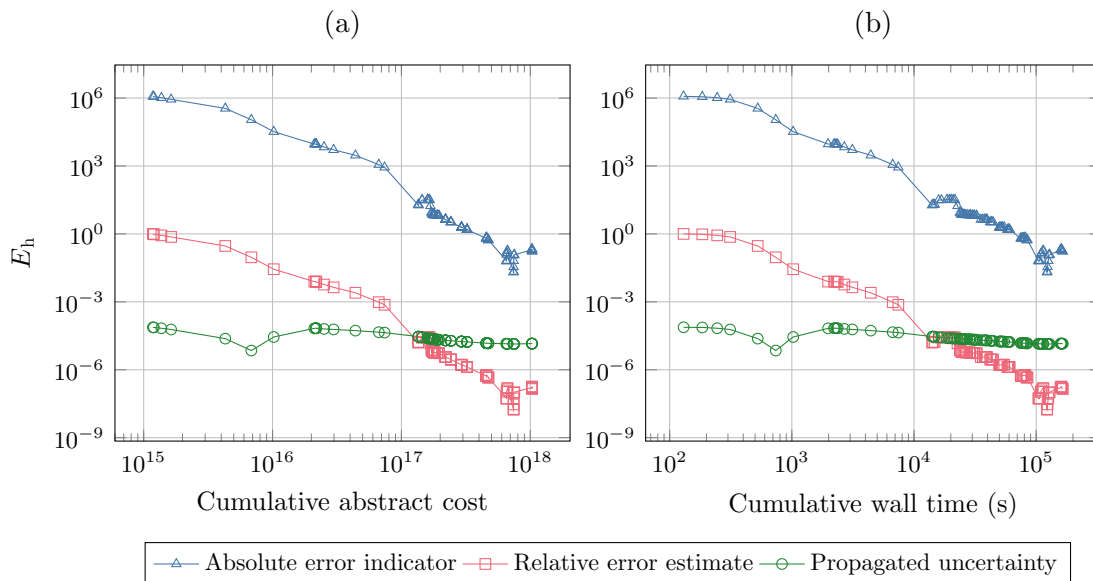 (a)
(b)
E_h
10^6
10^3
10^0
10^−3
10^−6
10^−9
10^15 10^16 10^17 10^18
Cumulative abstract cost
10^6
10^3
10^0
10^−3
10^−6
10^−9
10^2 10^3 10^4 10^5
Cumulative wall time (s)
Absolute error indicator Relative error estimate Propagated uncertainty